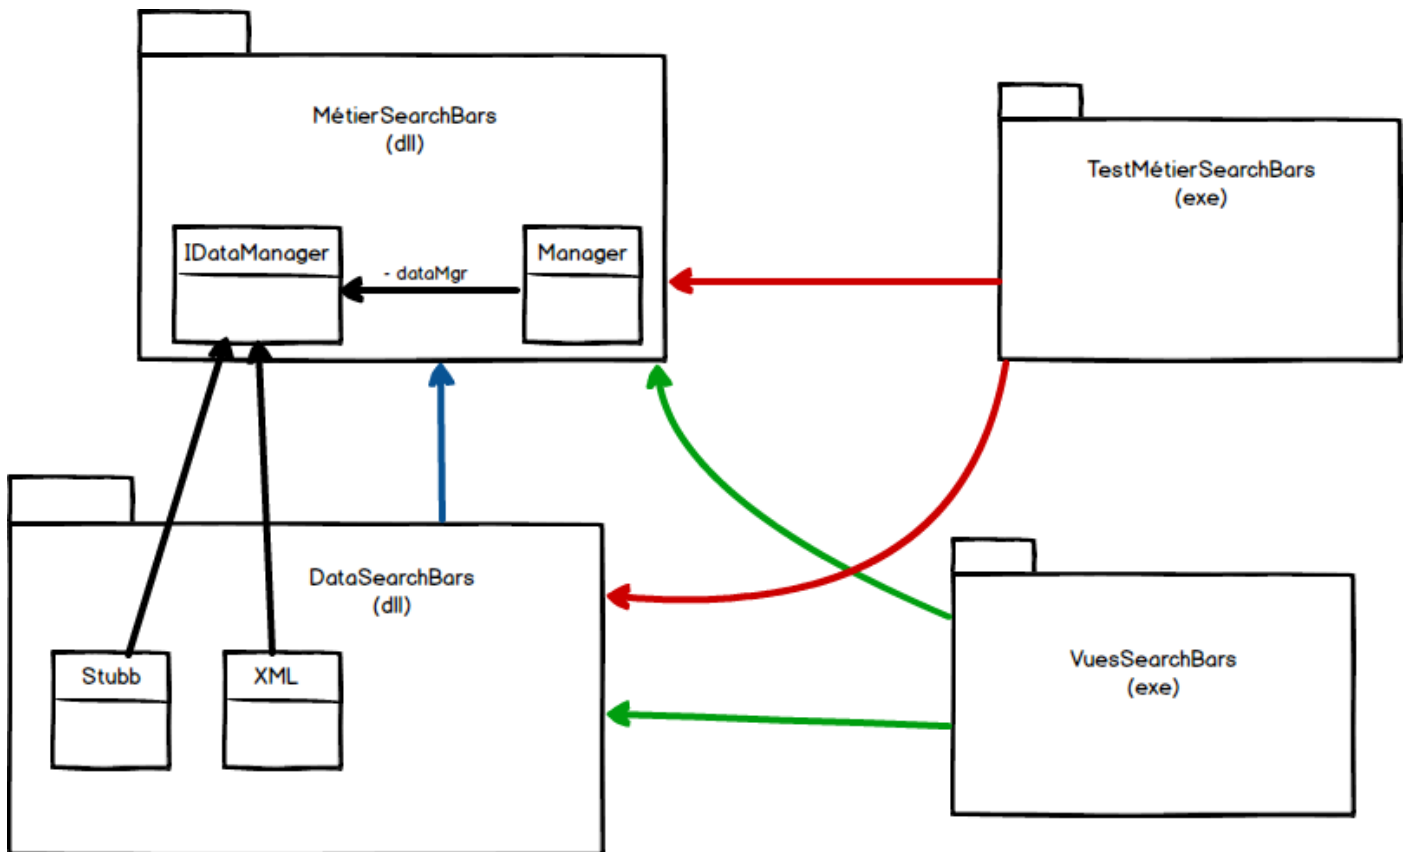 MétierSearchBars
(dll)
IDataManager
- dataMgr
Manager
TestMétierSearchBars
(exe)
DataSearchBars
(dll)
Stubb
XML
VuesSearchBars
(exe)